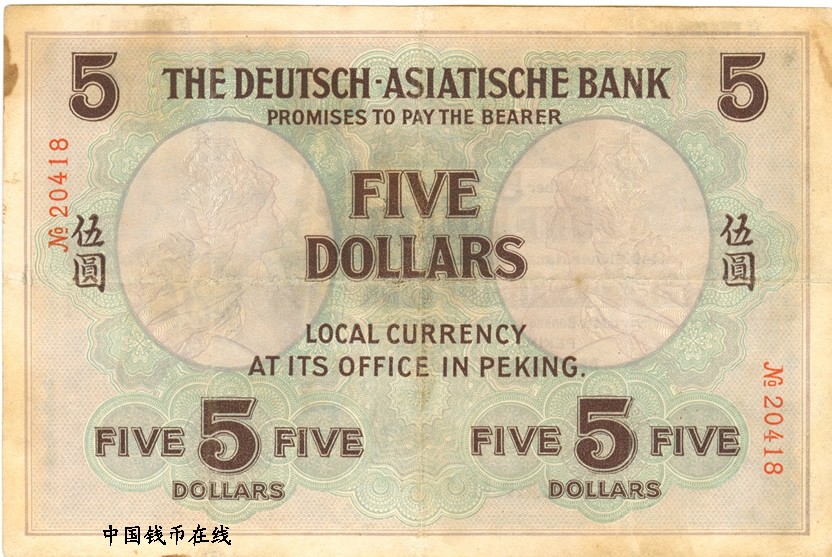 5 THE DEUTSCH-ASIATISCHE BANK 5
PROMISES TO PAY THE BEARER
№ 20418
伍圓
FIVE
DOLLARS
伍圓
LOCAL CURRENCY
AT ITS OFFICE IN PEKING.
№ 20418
FIVE 5 FIVE
DOLLARS
FIVE 5 FIVE
DOLLARS
中国钱币在线